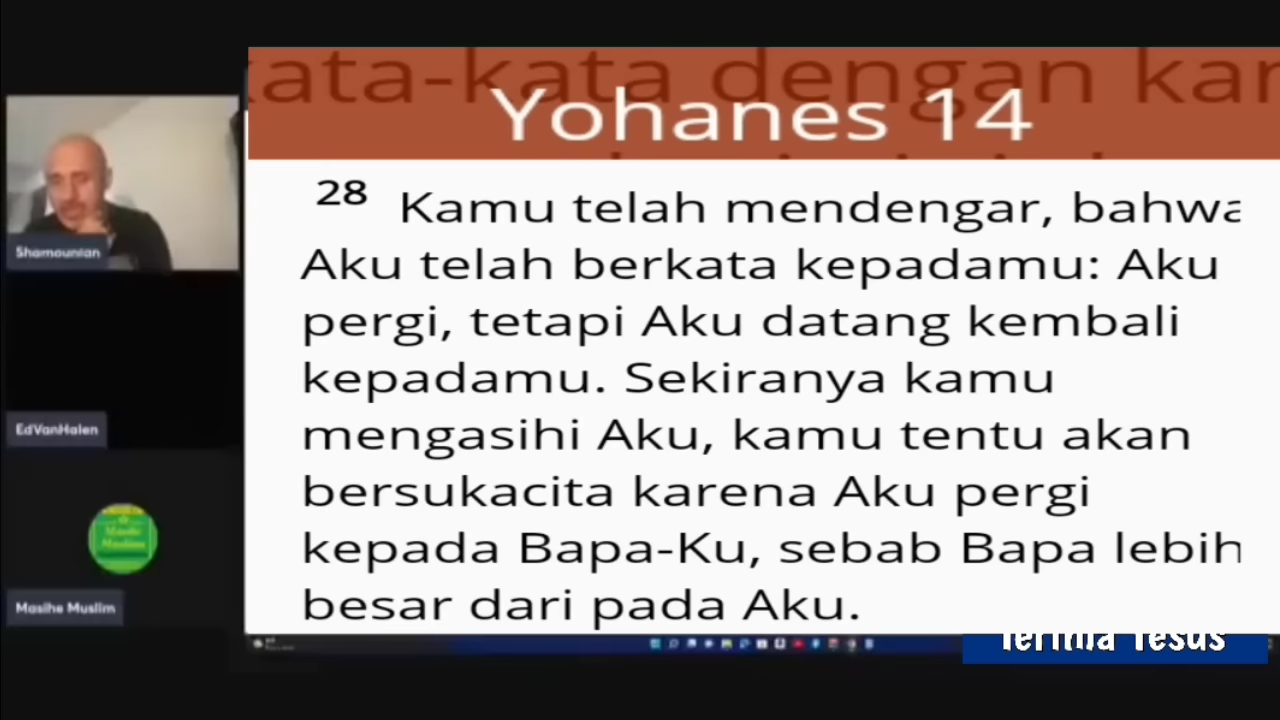 kata-kata dengan kar
Yohanes 14
28 Kamu telah mendengar, bahwa
Aku telah berkata kepadamu: Aku
pergi, tetapi Aku datang kembali
kepadamu. Sekiranya kamu
mengasihi Aku, kamu tentu akan
bersukacita karena Aku pergi
kepada Bapa-Ku, sebab Bapa lebih
besar dari pada Aku.
Shamounian
EdVanHalen
Masihe Muslim
Terima Yesus